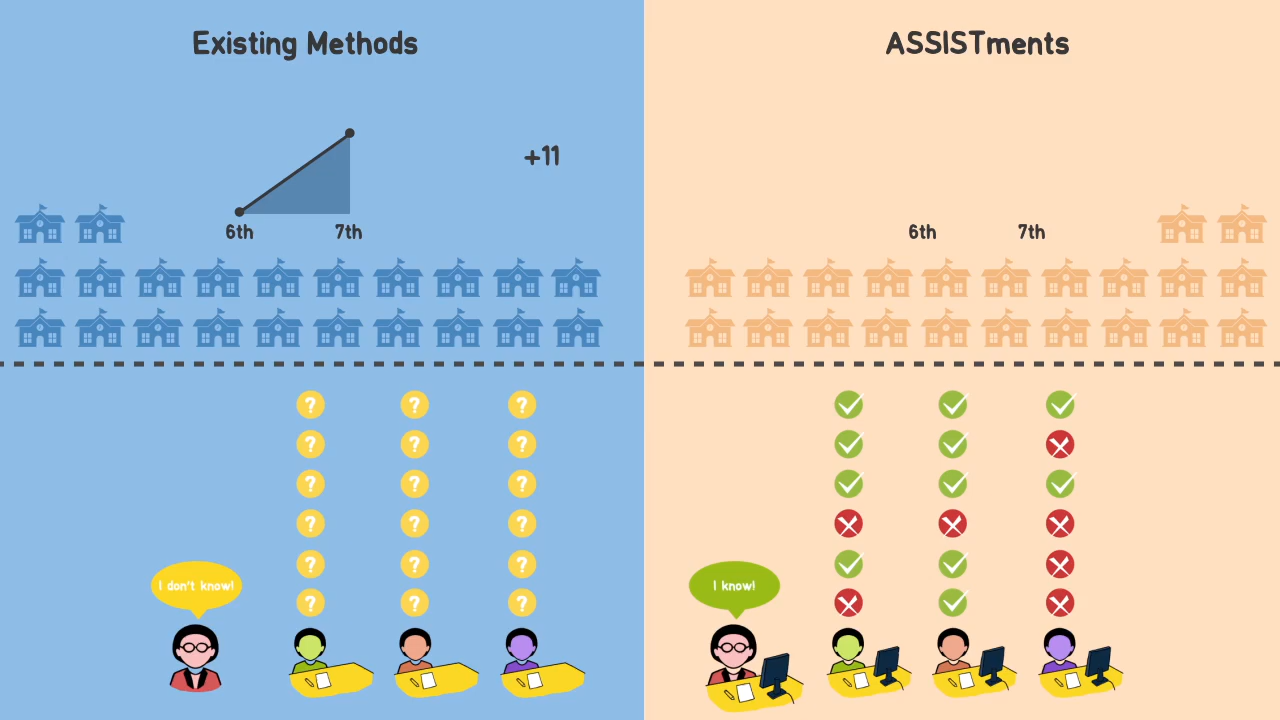 Existing Methods
+11
6th 7th
I don't know!
? ? ?
? ? ?
? ? ?
? ? ?
? ? ?
? ? ?
ASSISTments
6th 7th
I know!